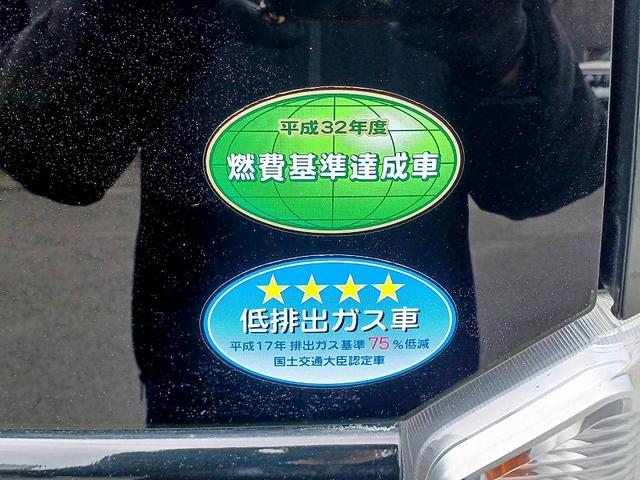 平成32年度
燃費基準達成車
★★★★
低排出ガス車
平成17年 排出ガス基準 75%低減
国土交通大臣認定車